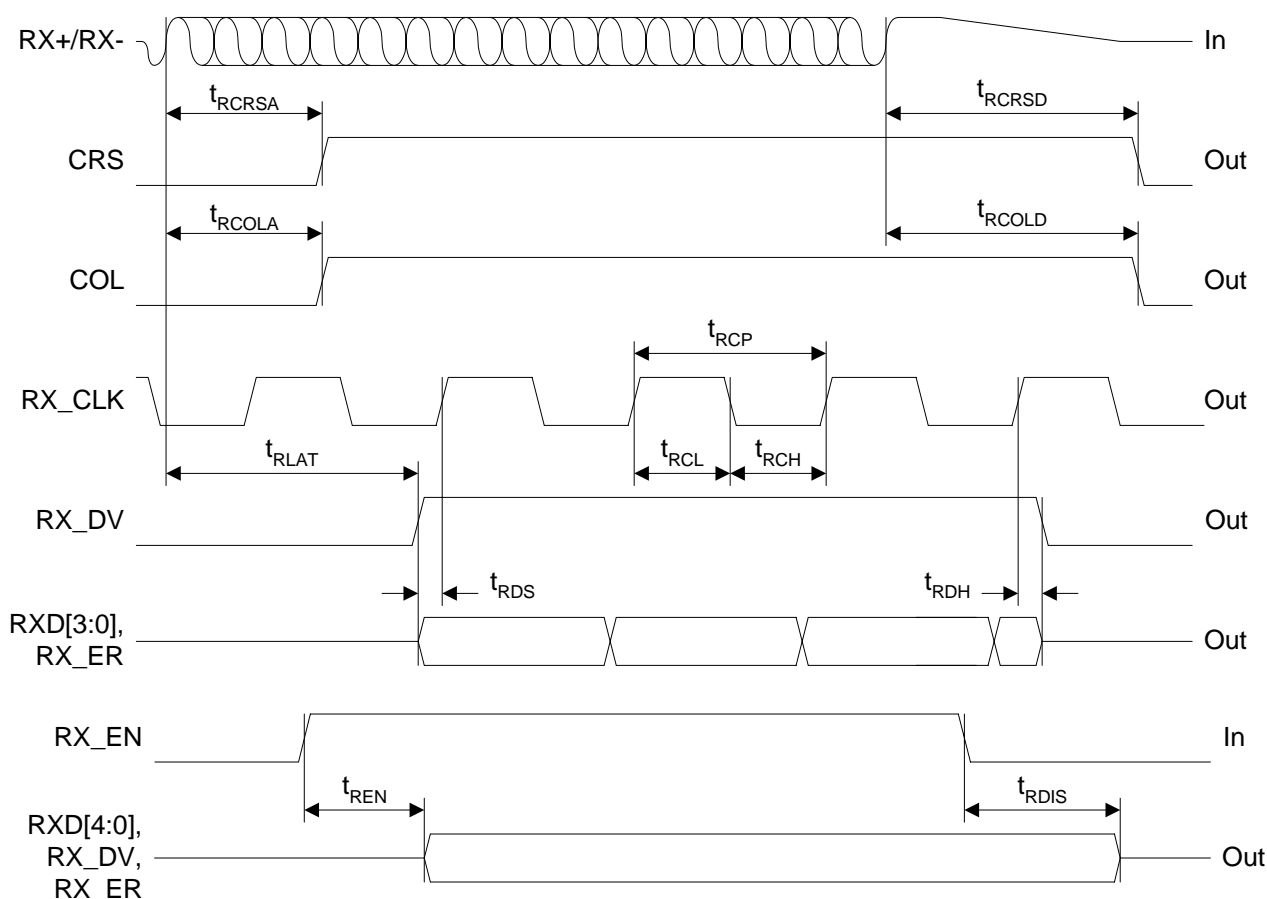 RX+/RX-
In
tRCRSA
tRCRSD
CRS
Out
tRCOLA
tRCOLD
COL
Out
tRCP
RX_CLK
Out
tRLAT
tRCL
tRCH
RX_DV
Out
tRDS
tRDH
RXD[3:0],
RX_ER
Out
RX_EN
In
tREN
tRDIS
RXD[4:0],
RX_DV,
RX_ER
Out